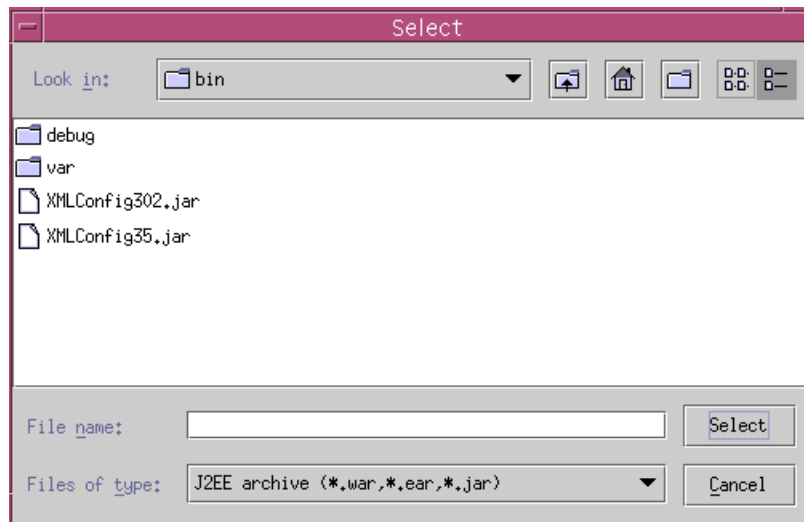 Select
Look in: bin
debug
var
XMLConfig302.jar
XMLConfig35.jar
File name: Select
Files of type: J2EE archive (*.war,*.ear,*.jar) Cancel